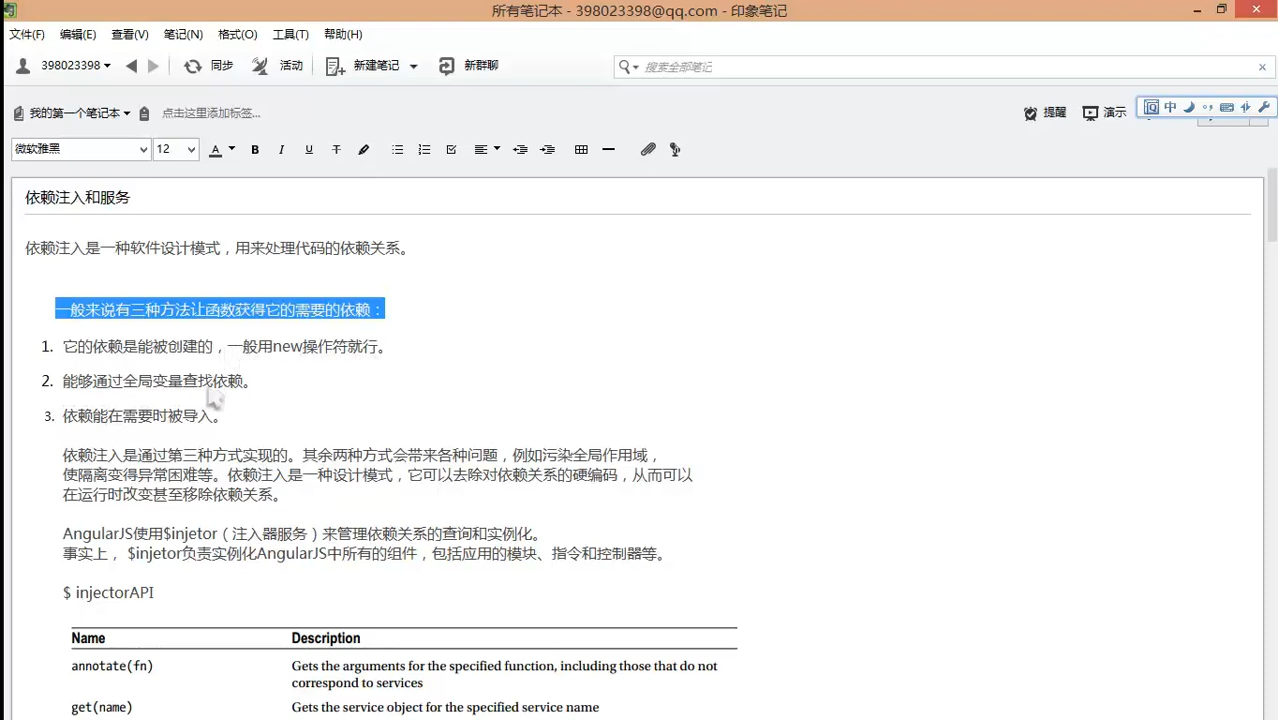 所有笔记本 - 398023398@qq.com - 印象笔记
文件(F) 编辑(E) 查看(V) 笔记(N) 格式(O) 工具(T) 帮助(H)
398023398 同步 活动 新建笔记 新群聊 搜索全部笔记
我的第一个笔记本 点击这里添加标签... 提醒 演示 中
微软雅黑 12 A B I U T
依赖注入和服务
依赖注入是一种软件设计模式，用来处理代码的依赖关系。
一般来说有三种方法让函数获得它的需要的依赖：
1. 它的依赖是能被创建的，一般用new操作符就行。
2. 能够通过全局变量查找依赖。
3. 依赖能在需要时被导入。
依赖注入是通过第三种方式实现的。其余两种方式会带来各种问题，例如污染全局作用域，
使隔离变得异常困难等。依赖注入是一种设计模式，它可以去除对依赖关系的硬编码，从而可以
在运行时改变甚至移除依赖关系。
AngularJS使用$injetor（注入器服务）来管理依赖关系的查询和实例化。
事实上， $injetor负责实例化AngularJS中所有的组件，包括应用的模块、指令和控制器等。
$ injectorAPI
Name Description
annotate(fn) Gets the arguments for the specified function, including those that do not
correspond to services
get(name) Gets the service object for the specified service name